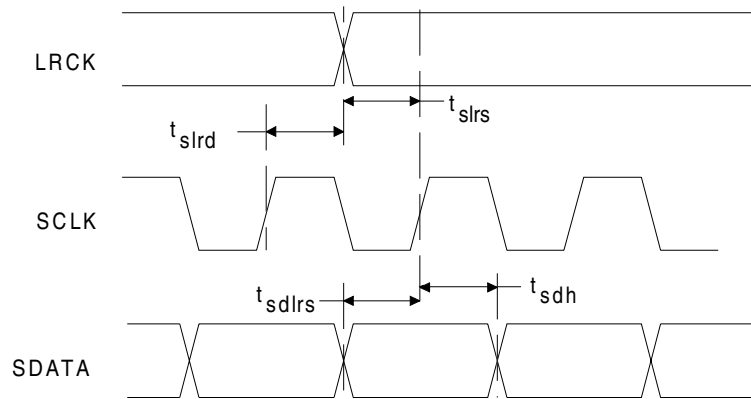 LRCK
t slrs
t slrd
SCLK
t sdlrs
t sdh
SDATA